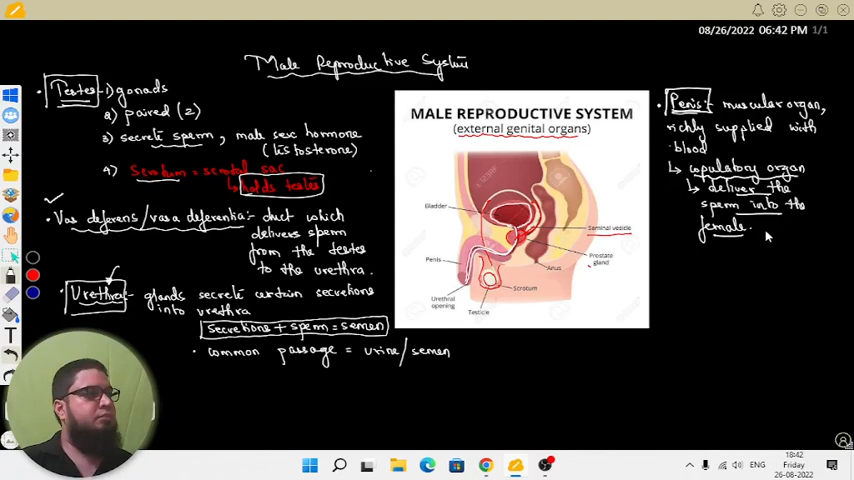 08/26/2022 06:42 PM 1/1
Male Reproductive System
Testes - 1) gonads
2) paired (2)
3) secrete sperm, male sex hormone
(testosterone)
4) Scrotum = scrotal sac
↳ holds testes
Vas deferens/vasa deferentia:- duct which
delivers sperm
from the testes
to the urethra.
Urethra:- glands secrete certain secretions
into urethra
secretions + sperm = semen
common passage = urine/semen
MALE REPRODUCTIVE SYSTEM
(external genital organs)
Bladder
Seminal vesicle
Penis
Prostate
gland
Anus
Urethral
opening
Scrotum
Testicle
Penis:- muscular organ,
richly supplied with
blood
↳ copulatory organ
↳ deliver the
sperm into the
female.
ENG
18:42
Friday
26-08-2022